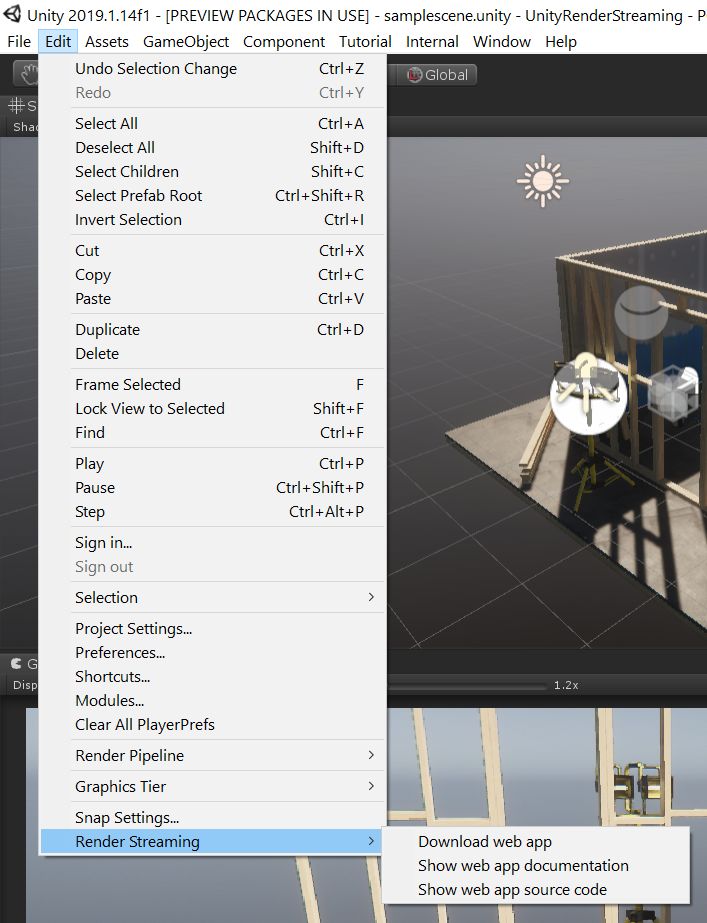 Unity 2019.1.14f1 - [PREVIEW PACKAGES IN USE] - samplescene.unity - UnityRenderStreaming - P
File Edit Assets GameObject Component Tutorial Internal Window Help
Global
S
Sha
Undo Selection Change Ctrl+Z
Redo Ctrl+Y
Select All Ctrl+A
Deselect All Shift+D
Select Children Shift+C
Select Prefab Root Ctrl+Shift+R
Invert Selection Ctrl+I
Cut Ctrl+X
Copy Ctrl+C
Paste Ctrl+V
Duplicate Ctrl+D
Delete
Frame Selected F
Lock View to Selected Shift+F
Find Ctrl+F
Play Ctrl+P
Pause Ctrl+Shift+P
Step Ctrl+Alt+P
Sign in...
Sign out
Selection
Project Settings...
G
Preferences...
Shortcuts...
Disp 1.2x
Modules...
Clear All PlayerPrefs
Render Pipeline
Graphics Tier
Snap Settings...
Render Streaming
Download web app
Show web app documentation
Show web app source code